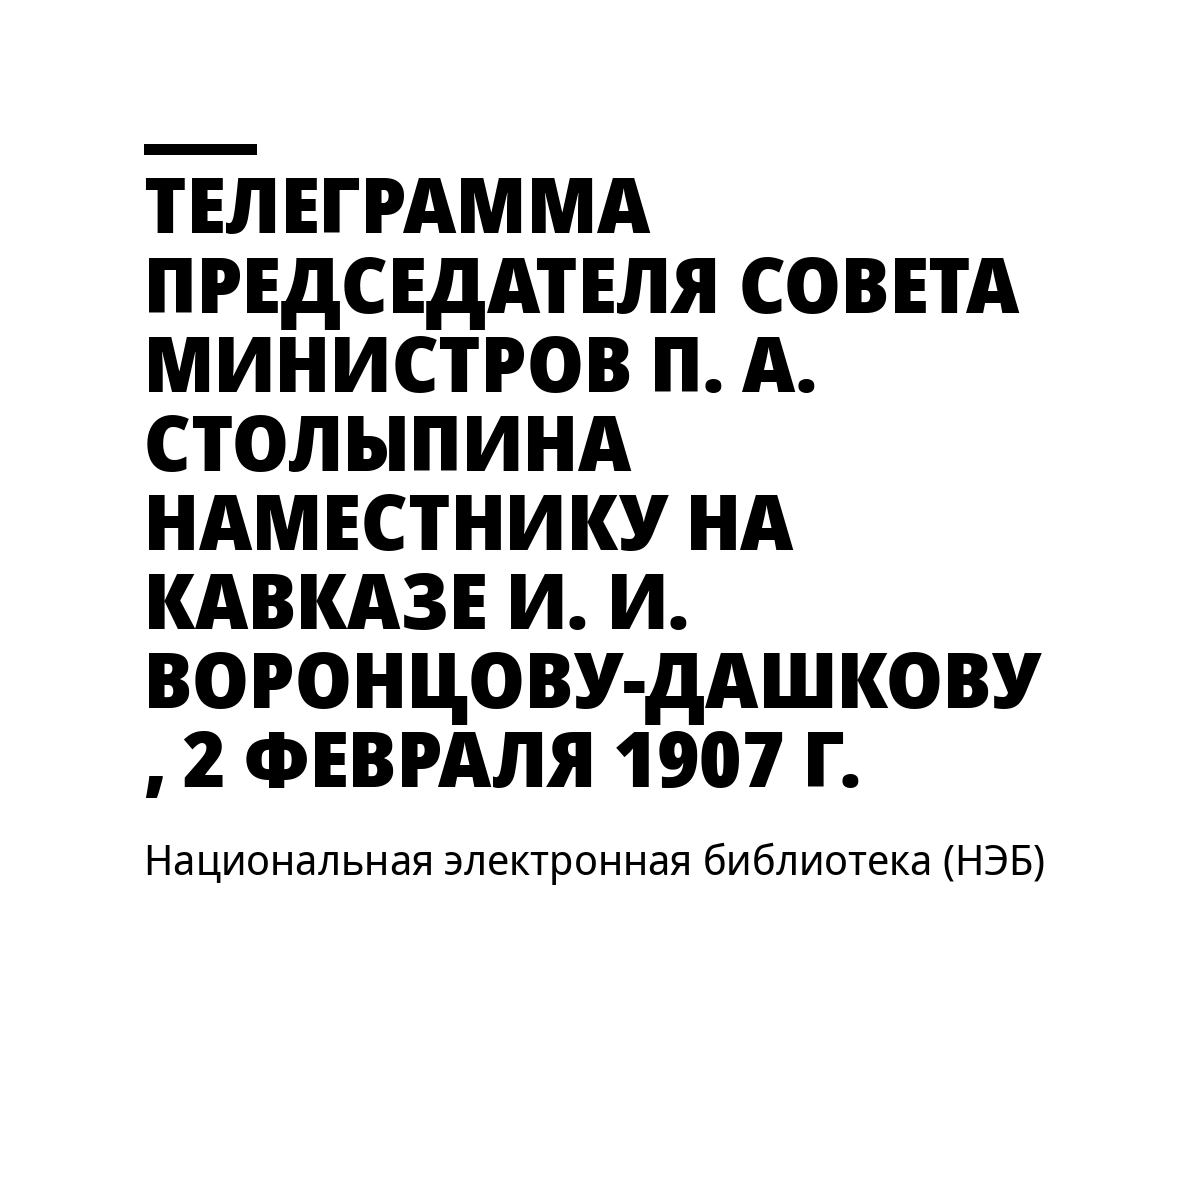 ТЕЛЕГРАММА
ПРЕДСЕДАТЕЛЯ СОВЕТА
МИНИСТРОВ П. А.
СТОЛЫПИНА
НАМЕСТНИКУ НА
КАВКАЗЕ И. И.
ВОРОНЦОВУ-ДАШКОВУ
, 2 ФЕВРАЛЯ 1907 Г.
Национальная электронная библиотека (НЭБ)